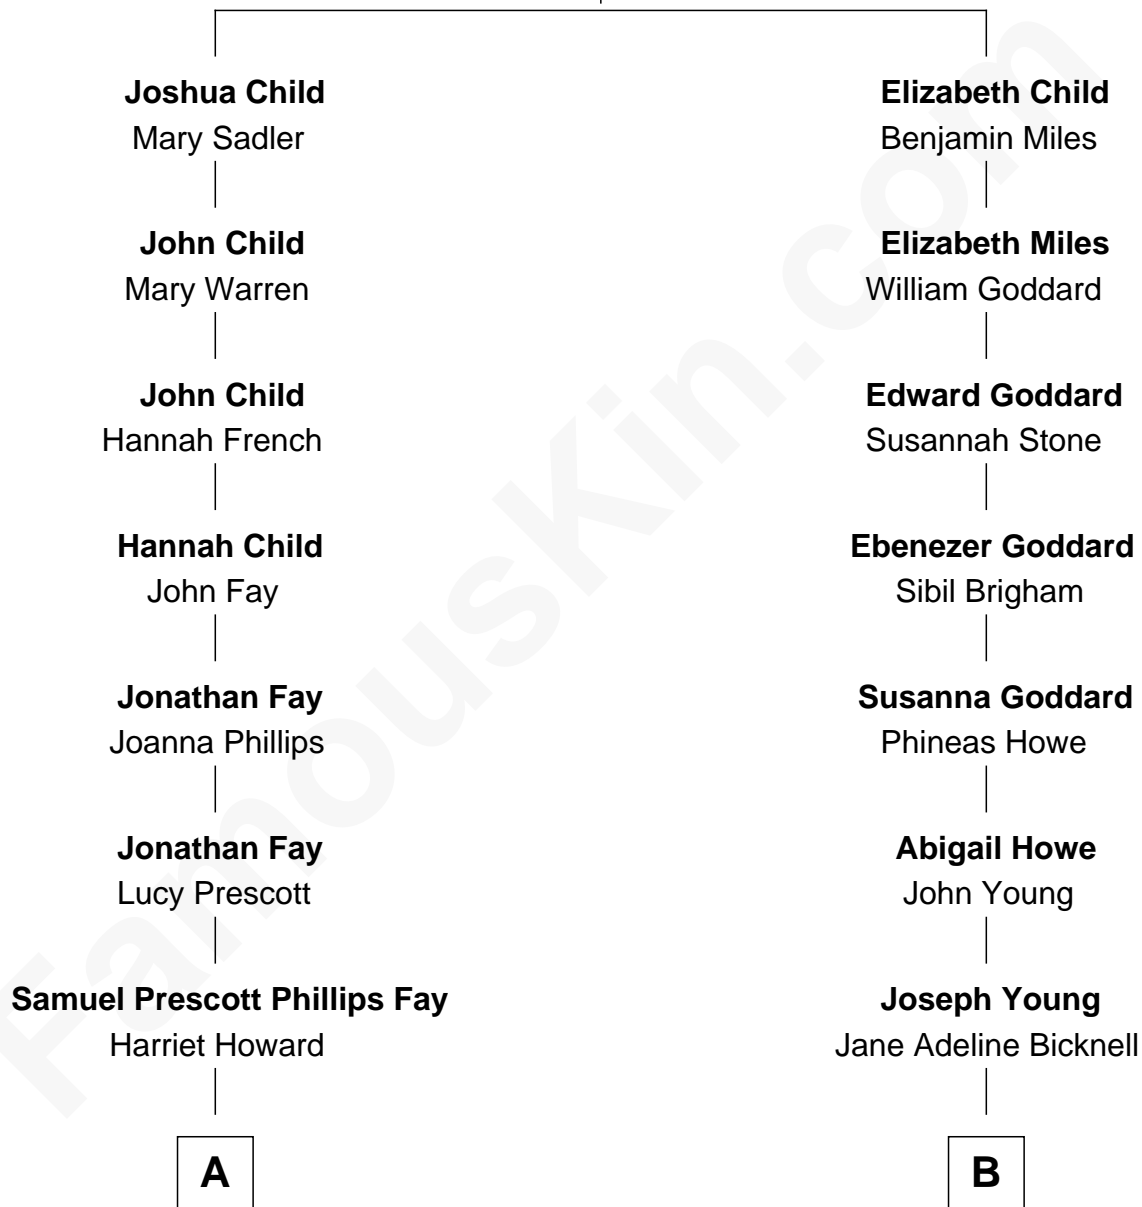 Joshua Child
Mary Sadler
John Child
Mary Warren
John Child
Hannah French
Hannah Child
John Fay
Jonathan Fay
Joanna Phillips
Jonathan Fay
Lucy Prescott
Samuel Prescott Phillips Fay
Harriet Howard
A
Elizabeth Child
Benjamin Miles
Elizabeth Miles
William Goddard
Edward Goddard
Susannah Stone
Ebenezer Goddard
Sibil Brigham
Susanna Goddard
Phineas Howe
Abigail Howe
John Young
Joseph Young
Jane Adeline Bicknell
B
FamousKin.com